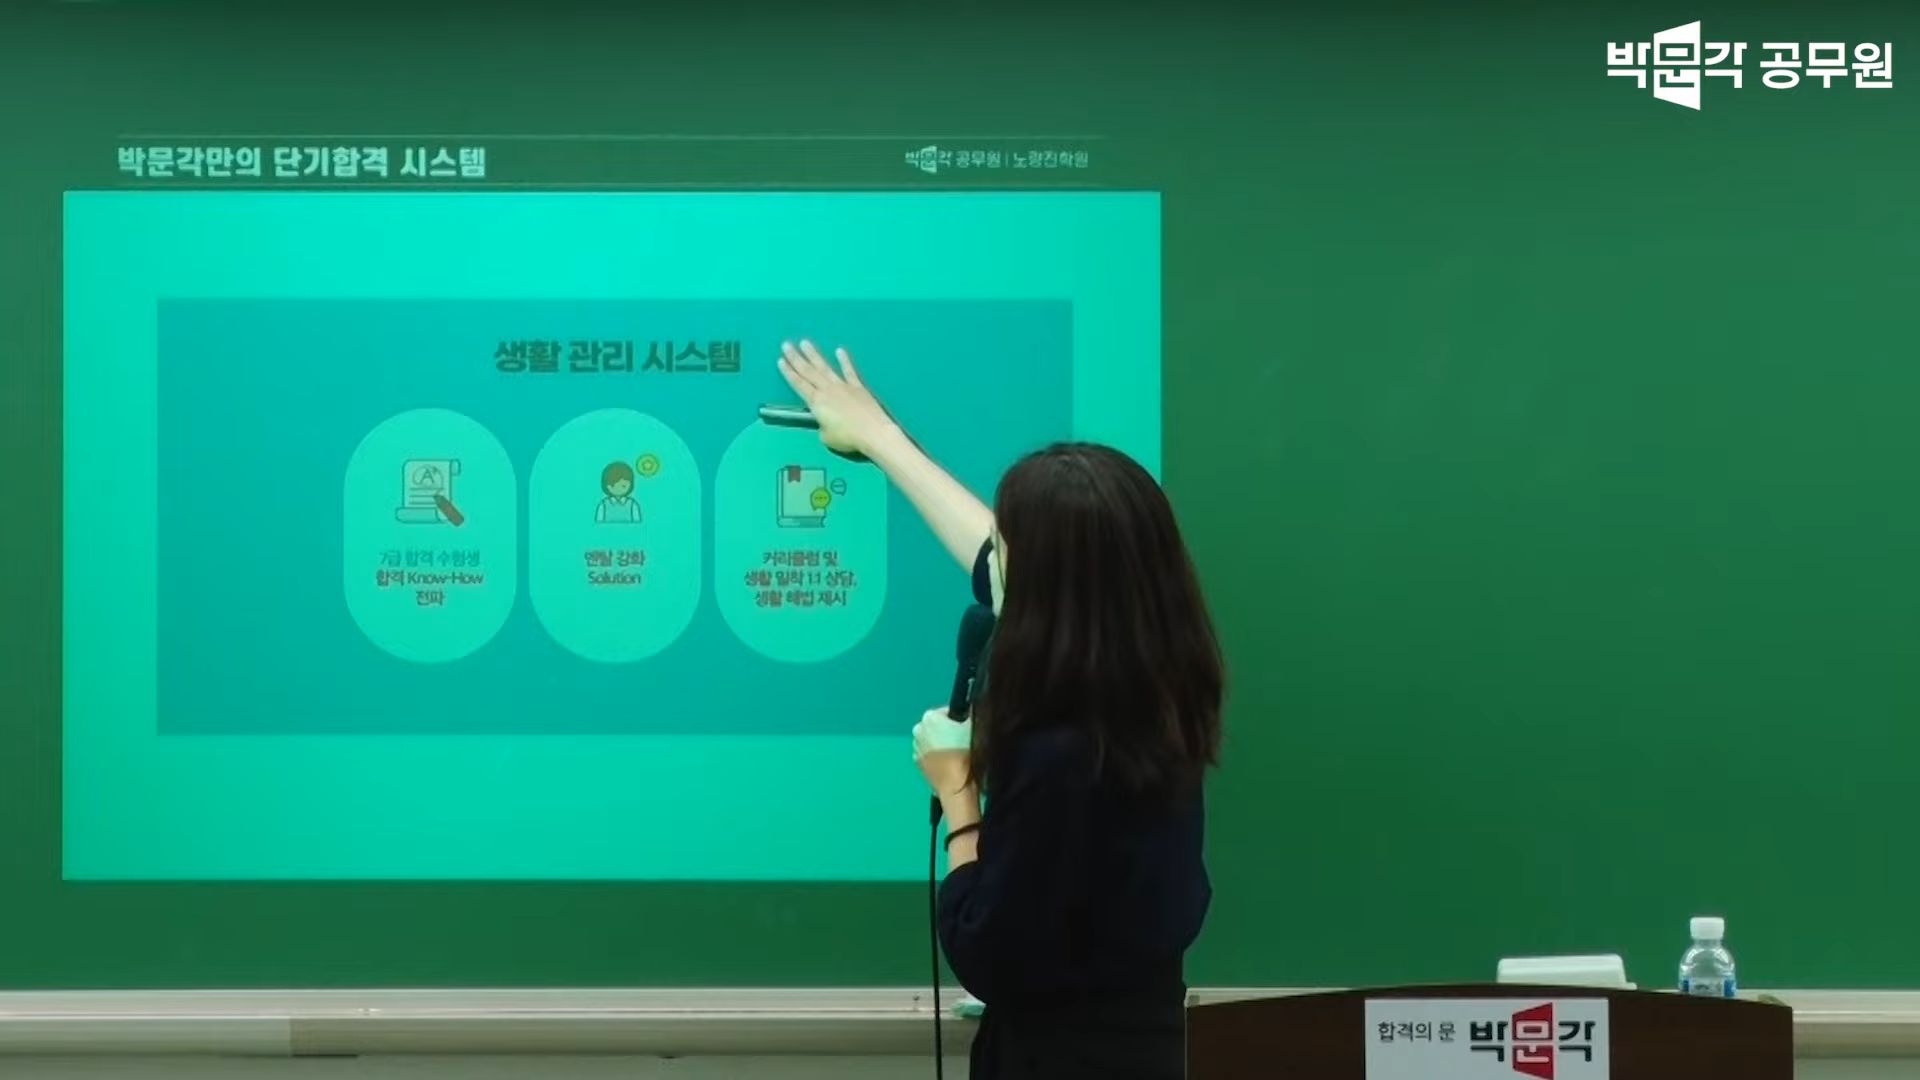 박문각 공무원
박문각만의 단기합격 시스템
박문각 공무원 | 노량진학원
생활 관리 시스템
7급 합격 수험생
합격 Know-How
전파
멘탈 강화
Solution
커리큘럼 및
생활 밀착 1:1 상담,
생활 해법 제시
합격의 문 박문각